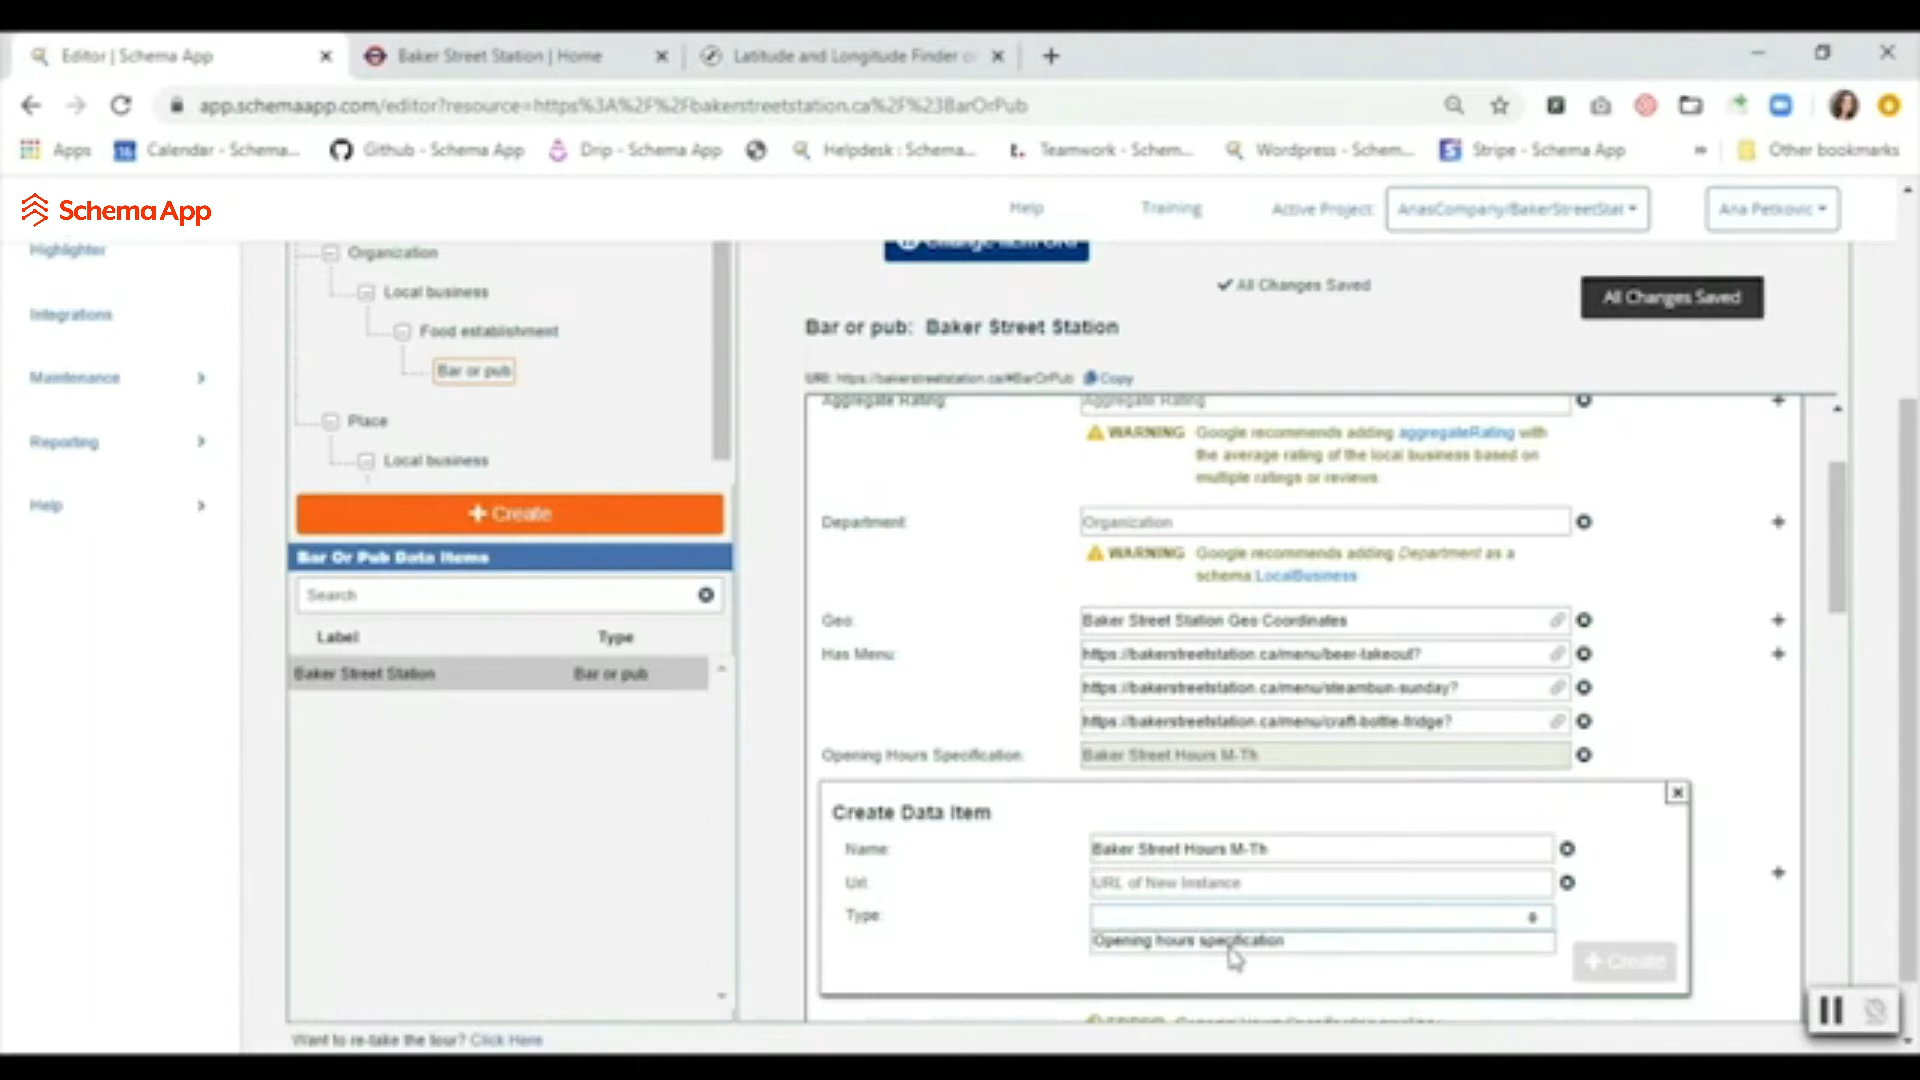 Editor | Schema App
Baker Street Station | Home
Latitude and Longitude Finder o
app.schemaapp.com/editor?resource=https%3A%2F%2Fbakerstreetstation.ca%2F%23BarOrPub
Apps
Calendar - Schema...
Github - Schema App
Drip - Schema App
Helpdesk : Schema...
t. Teamwork - Schem...
Wordpress - Schem...
Stripe - Schema App
Other bookmarks
Schema App
Help
Training
Active Project:
AnasCompany/BakerStreetStat
Ana Petkovic
Highlighter
Integrations
Maintenance
Reporting
Help
Organization
Local business
Food establishment
Bar or pub
Place
Local business
+ Create
Bar Or Pub Data Items
Search
Label Type
Baker Street Station Bar or pub
Want to re-take the tour? Click Here
Change Item URI
All Changes Saved
All Changes Saved
Bar or pub: Baker Street Station
URI: https://bakerstreetstation.ca/#BarOrPub Copy
Aggregate Rating: Aggregate Rating
WARNING Google recommends adding aggregateRating with
the average rating of the local business based on
multiple ratings or reviews.
Department: Organization
WARNING Google recommends adding Department as a
schema:LocalBusiness
Geo: Baker Street Station Geo Coordinates
Has Menu: https://bakerstreetstation.ca/menu/beer-takeout?
https://bakerstreetstation.ca/menu/steambun-sunday?
https://bakerstreetstation.ca/menu/craft-bottle-fridge?
Opening Hours Specification: Baker Street Hours M-Th
Create Data Item
Name: Baker Street Hours M-Th
Url: URL of New Instance
Type:
Opening hours specification
+ Create